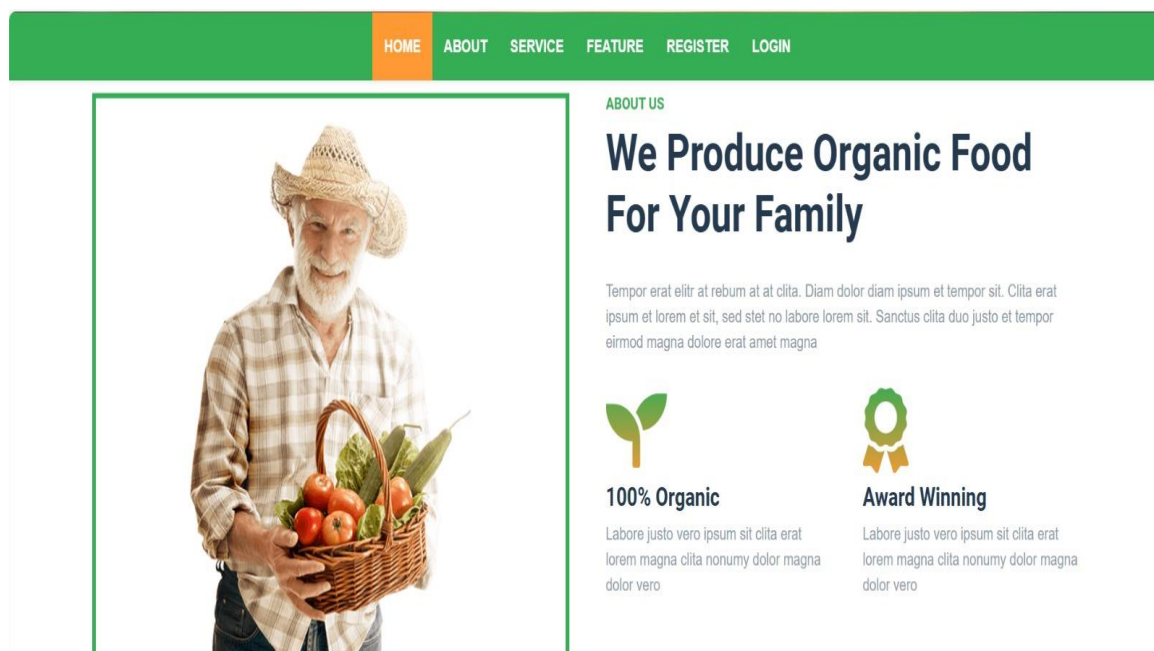 HOME ABOUT SERVICE FEATURE REGISTER LOGIN
ABOUT US
We Produce Organic Food
For Your Family
Tempor erat elitr at rebum at at clita. Diam dolor diam ipsum et tempor sit. Clita erat
ipsum et lorem et sit, sed stet no labore lorem sit. Sanctus clita duo justo et tempor
eirmod magna dolore erat amet magna
100% Organic
Labore justo vero ipsum sit clita erat
lorem magna clita nonumy dolor magna
dolor vero
Award Winning
Labore justo vero ipsum sit clita erat
lorem magna clita nonumy dolor magna
dolor vero